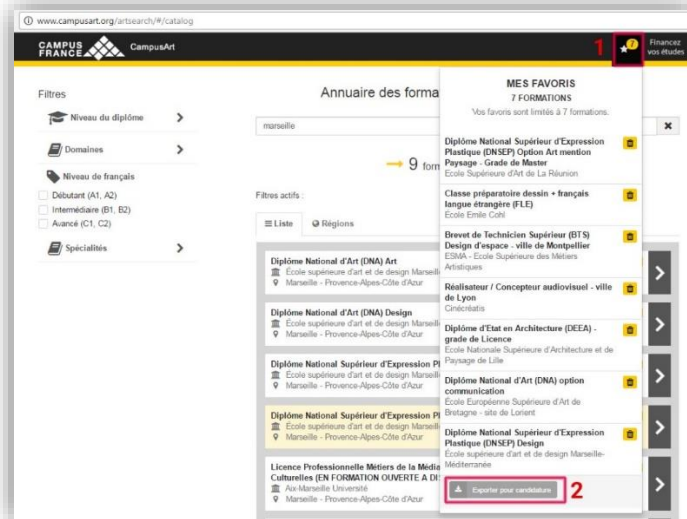 www.campusart.org/artsearch/#/catalog
CAMPUS
FRANCE
CampusArt
1
7
Financez
vos études
Filtres
Niveau du diplôme
Domaines
Niveau de français
Débutant (A1, A2)
Intermédiaire (B1, B2)
Avancé (C1, C2)
Spécialités
Annuaire des forma
marseille
9 form
Filtres actifs :
Liste
Régions
Diplôme National d'Art (DNA) Art
École supérieure d'art et de design Marseill
Marseille - Provence-Alpes-Côte d'Azur
Diplôme National d'Art (DNA) Design
École supérieure d'art et de design Marseill
Marseille - Provence-Alpes-Côte d'Azur
Diplôme National Supérieur d'Expression Pl
École supérieure d'art et de design Marseill
Marseille - Provence-Alpes-Côte d'Azur
Diplôme National Supérieur d'Expression Pl
École supérieure d'art et de design Marseill
Marseille - Provence-Alpes-Côte d'Azur
Licence Professionnelle Métiers de la Média
Culturelles (EN FORMATION OUVERTE A DI
Aix-Marseille Université
Marseille - Provence-Alpes-Côte d'Azur
MES FAVORIS
7 FORMATIONS
Vos favoris sont limités à 7 formations.
Diplôme National Supérieur d'Expression
Plastique (DNSEP) Option Art mention
Paysage - Grade de Master
Ecole Supérieure d'Art de La Réunion
Classe préparatoire dessin + français
langue étrangère (FLE)
Ecole Emile Cohl
Brevet de Technicien Supérieur (BTS)
Design d'espace - ville de Montpellier
ESMA - Ecole Supérieure des Métiers
Artistiques
Réalisateur / Concepteur audiovisuel - ville
de Lyon
Cinécréatis
Diplôme d'Etat en Architecture (DEEA) -
grade de Licence
Ecole Nationale Supérieure d'Architecture et de
Paysage de Lille
Diplôme National d'Art (DNA) option
communication
École Européenne Supérieure d'Art de
Bretagne - site de Lorient
Diplôme National Supérieur d'Expression
Plastique (DNSEP) Design
École supérieure d'art et de design Marseille-
Méditerranée
Exporter pour candidature
2